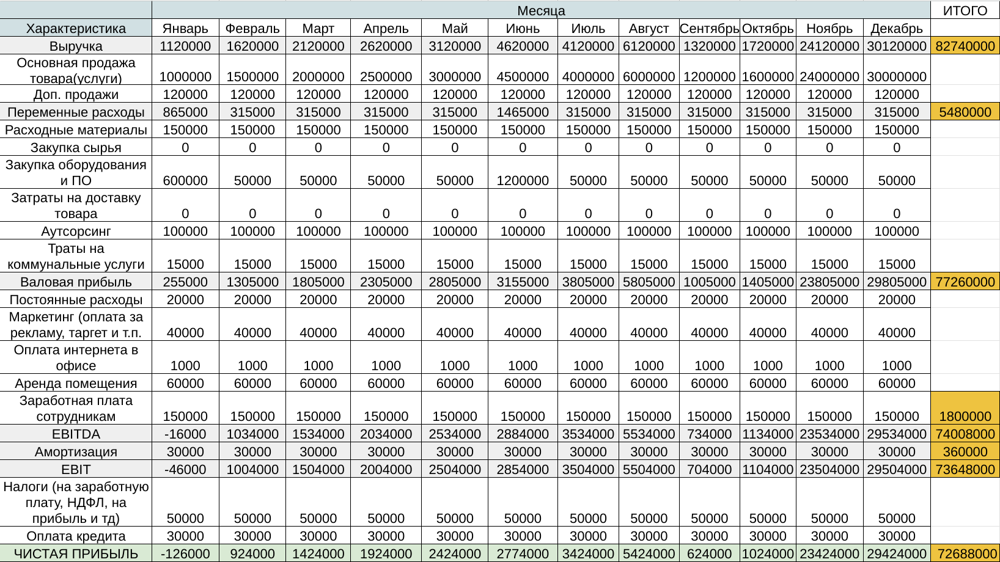 Месяца ИТОГО
Характеристика Январь Февраль Март Апрель Май Июнь Июль Август Сентябрь Октябрь Ноябрь Декабрь
Выручка 1120000 1620000 2120000 2620000 3120000 4620000 4120000 6120000 1320000 1720000 24120000 30120000 82740000
Основная продажа
товара(услуги) 1000000 1500000 2000000 2500000 3000000 4500000 4000000 6000000 1200000 1600000 24000000 30000000
Доп. продажи 120000 120000 120000 120000 120000 120000 120000 120000 120000 120000 120000 120000
Переменные расходы 865000 315000 315000 315000 315000 1465000 315000 315000 315000 315000 315000 315000 5480000
Расходные материалы 150000 150000 150000 150000 150000 150000 150000 150000 150000 150000 150000 150000
Закупка сырья 0 0 0 0 0 0 0 0 0 0 0 0
Закупка оборудования
и ПО 600000 50000 50000 50000 50000 1200000 50000 50000 50000 50000 50000 50000
Затраты на доставку
товара 0 0 0 0 0 0 0 0 0 0 0 0
Аутсорсинг 100000 100000 100000 100000 100000 100000 100000 100000 100000 100000 100000 100000
Траты на
коммунальные услуги 15000 15000 15000 15000 15000 15000 15000 15000 15000 15000 15000 15000
Валовая прибыль 255000 1305000 1805000 2305000 2805000 3155000 3805000 5805000 1005000 1405000 23805000 29805000 77260000
Постоянные расходы 20000 20000 20000 20000 20000 20000 20000 20000 20000 20000 20000 20000
Маркетинг (оплата за
рекламу, таргет и т.п. 40000 40000 40000 40000 40000 40000 40000 40000 40000 40000 40000 40000
Оплата интернета в
офисе 1000 1000 1000 1000 1000 1000 1000 1000 1000 1000 1000 1000
Аренда помещения 60000 60000 60000 60000 60000 60000 60000 60000 60000 60000 60000 60000
Заработная плата
сотрудникам 150000 150000 150000 150000 150000 150000 150000 150000 150000 150000 150000 150000 1800000
EBITDA -16000 1034000 1534000 2034000 2534000 2884000 3534000 5534000 734000 1134000 23534000 29534000 74008000
Амортизация 30000 30000 30000 30000 30000 30000 30000 30000 30000 30000 30000 30000 360000
EBIT -46000 1004000 1504000 2004000 2504000 2854000 3504000 5504000 704000 1104000 23504000 29504000 73648000
Налоги (на заработную
плату, НДФЛ, на
прибыль и тд) 50000 50000 50000 50000 50000 50000 50000 50000 50000 50000 50000 50000
Оплата кредита 30000 30000 30000 30000 30000 30000 30000 30000 30000 30000 30000 30000
ЧИСТАЯ ПРИБЫЛЬ -126000 924000 1424000 1924000 2424000 2774000 3424000 5424000 624000 1024000 23424000 29424000 72688000